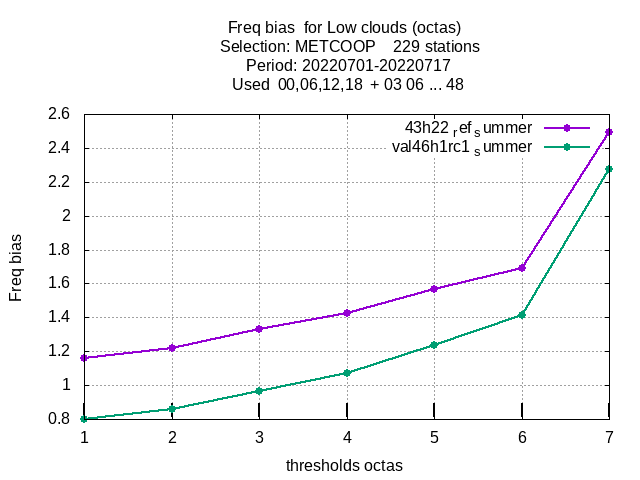 Freq bias  for Low clouds (octas)
Selection: METCOOP    229 stations
Period: 20220701-20220717
Used  00,06,12,18  + 03 06 ... 48
2.6
2.4
2.2
2
1.8
1.6
1.4
1.2
1
0.8
Freq bias
43h22 ref summer
val46h1rc1 summer
1 2 3 4 5 6 7
thresholds octas